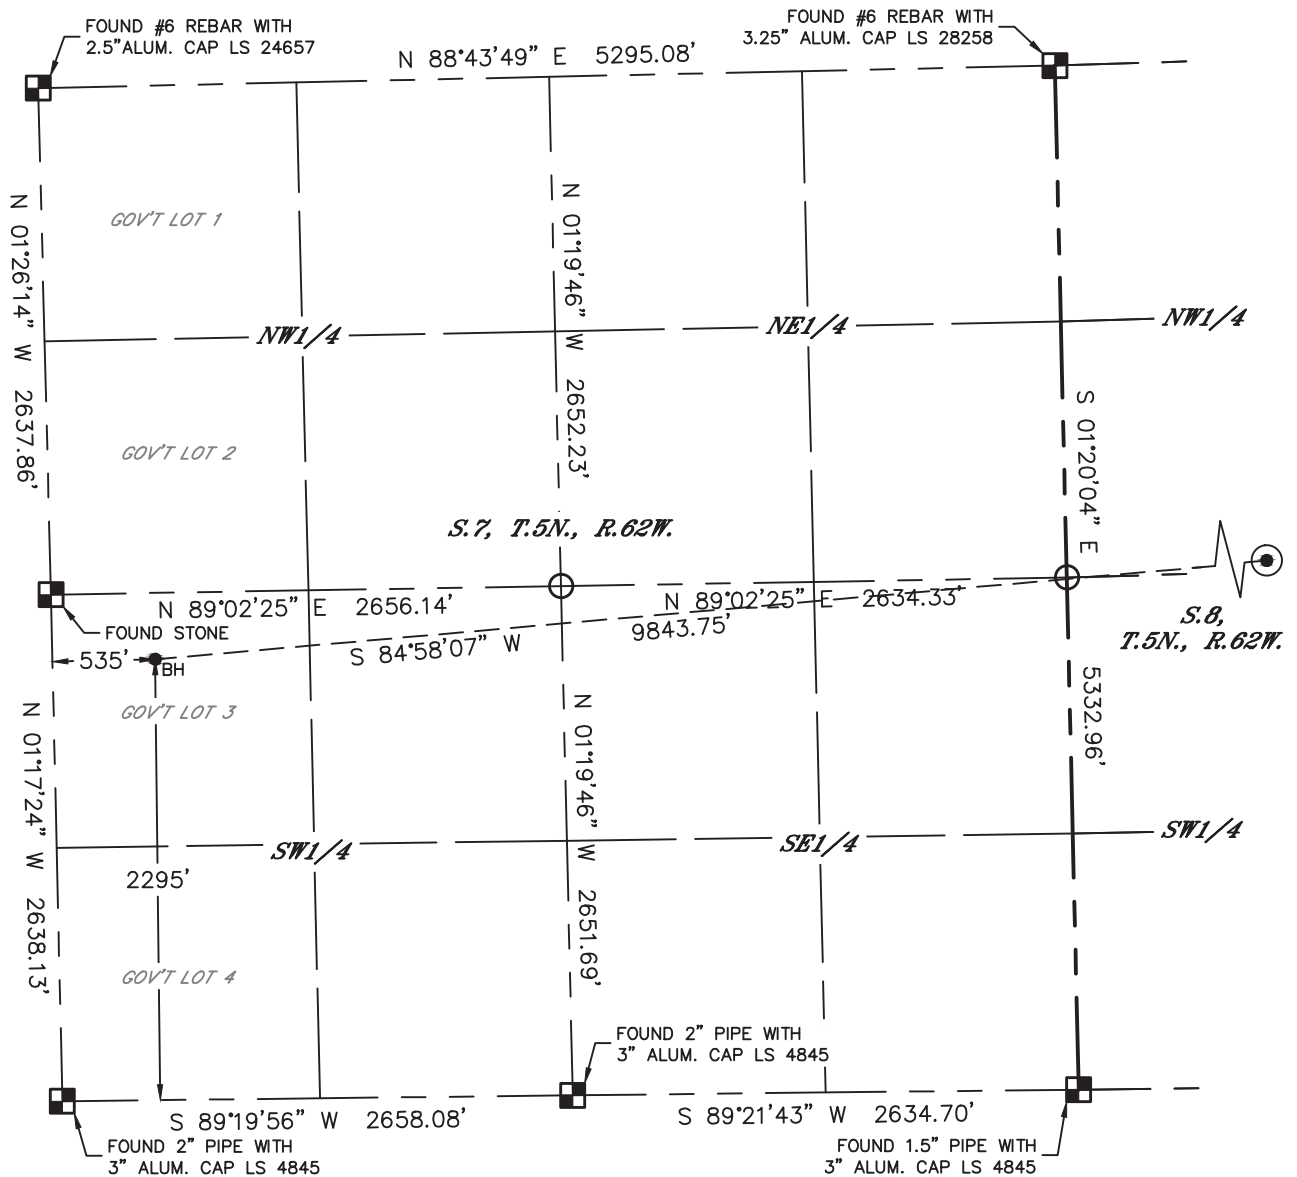 FOUND #6 REBAR WITH
2.5"ALUM. CAP LS 24657
FOUND #6 REBAR WITH
3.25" ALUM. CAP LS 28258
N 88°43'49" E 5295.08'
N 01°26'14" W 2637.86'
GOV'T LOT 1
N 01°19'46" W 2652.23'
NW1/4
NE1/4
NW1/4
S 01°20'04" E
5332.96'
GOV'T LOT 2
S.7, T.5N., R.62W.
N 89°02'25" E 2656.14'
N 89°02'25" E 2634.33'
FOUND STONE
S 84°58'07" W 9843.75'
S.8,
T.5N., R.62W.
535'
BH
GOV'T LOT 3
N 01°17'24" W 2638.13'
N 01°19'46" W 2651.69'
SW1/4
SE1/4
SW1/4
2295'
GOV'T LOT 4
FOUND 2" PIPE WITH
3" ALUM. CAP LS 4845
S 89°19'56" W 2658.08'
S 89°21'43" W 2634.70'
FOUND 2" PIPE WITH
3" ALUM. CAP LS 4845
FOUND 1.5" PIPE WITH
3" ALUM. CAP LS 4845